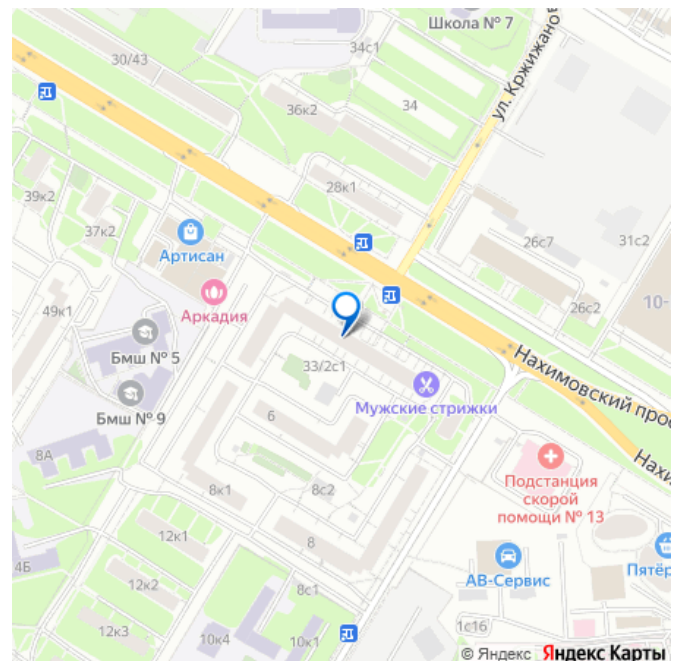 Школа № 7
34с1
30/43
36к2
34
ул. Кржижанов
28к1
39к2
37к2
26с7
31с2
Артисан
26с2
10-
49к1
Аркадия
Бмш № 5
33/2с1
Нахимовский прос
Мужские стрижки
Бмш № 9
6
Нахи
8А
Подстанция
скорой
помощи № 13
8к1
8с2
12к1
8
4Б
АВ-Сервис
Пятёр
12к2
8с1
12к3
10к4
10к1
1с16
© Яндекс Яндекс Карты